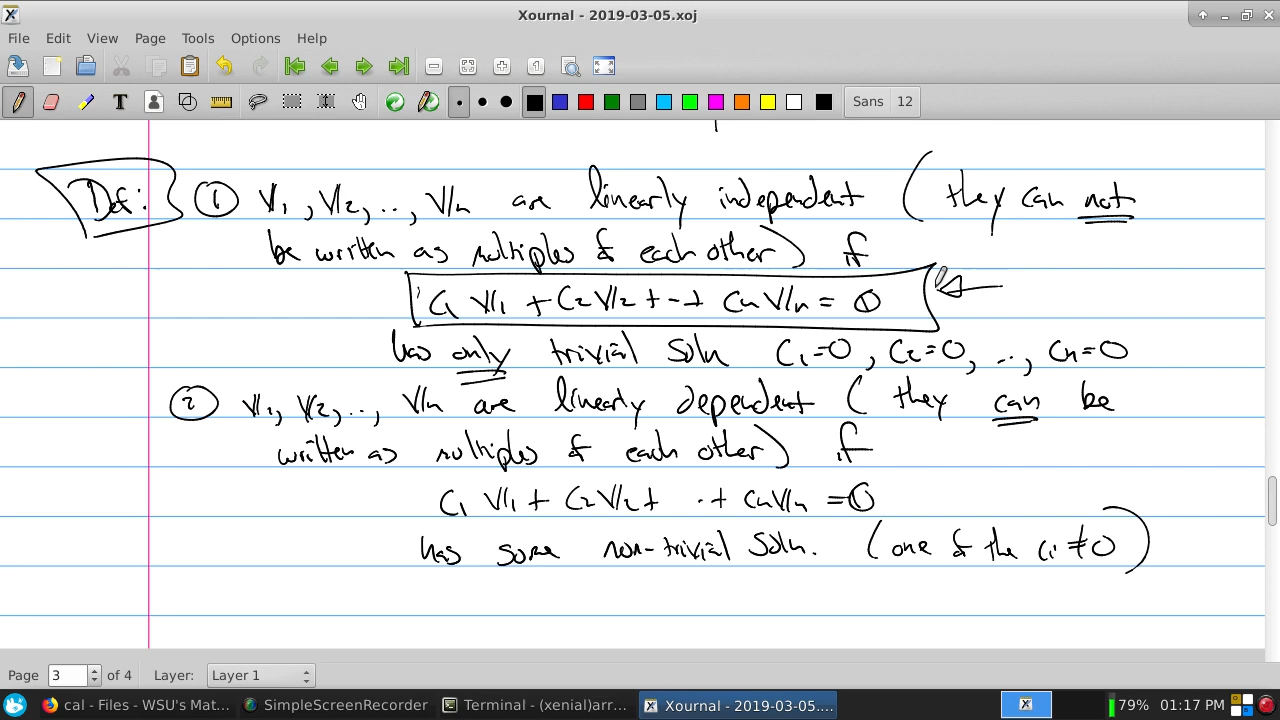 Xournal - 2019-03-05.xoj
File Edit View Page Tools Options Help
Sans 12
Def: ① V1, V2, .., Vn are linearly independent (they can not
be written as multiples of each other) if
C1 V1 + C2 V2 + -+ Cn Vn = 0
has only trivial soln C1=0, C2=0, .., Cn=0
② V1, V2, .., Vn are linearly dependent (they can be
written as multiples of each other) if
C1 V1 + C2 V2 + ..+ Cn Vn = 0
has some non-trivial soln. (one of the Ci ≠ 0)
Page 3 of 4 Layer: Layer 1
cal - Files - WSU's Mat... SimpleScreenRecorder Terminal - (xenial)arr... Xournal - 2019-03-05.... 79% 01:17 PM